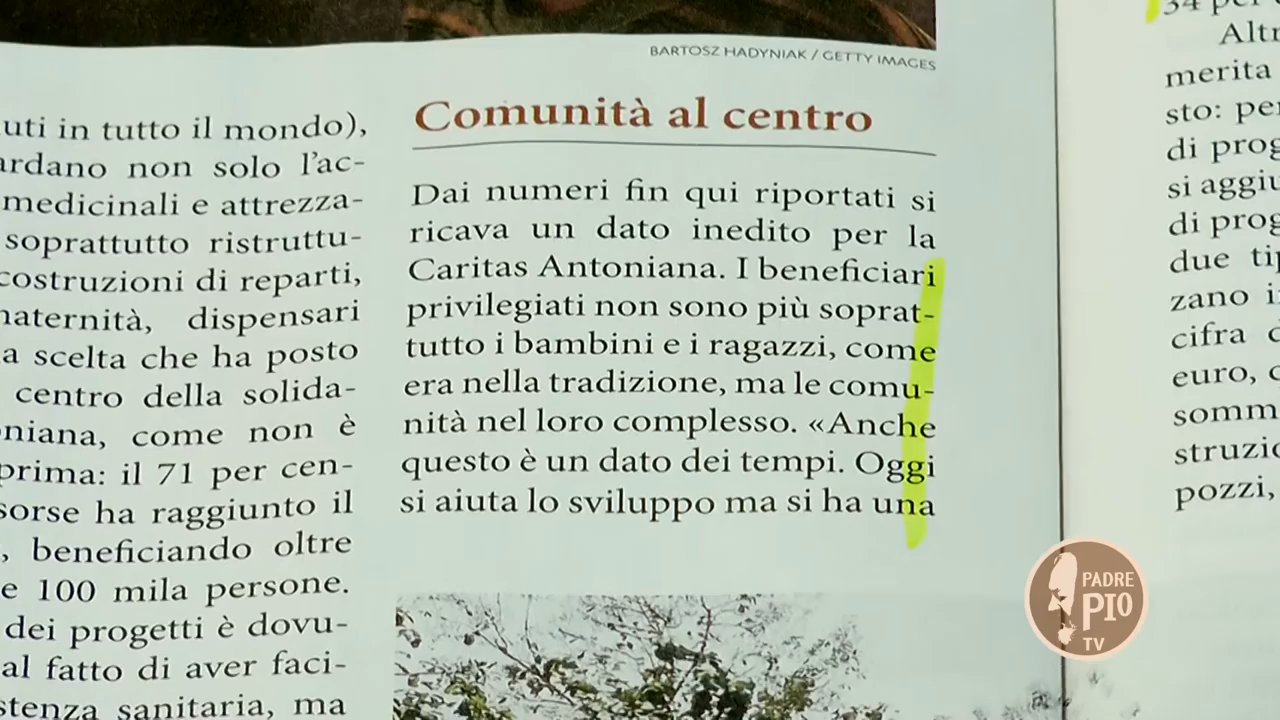 BARTOSZ HADYNIAK / GETTY IMAGES
uti in tutto il mondo),
ardano non solo l'ac-
medicinali e attrezza-
soprattutto ristruttu-
costruzioni di reparti,
naternità, dispensari
a scelta che ha posto
centro della solida-
oniana, come non è
prima: il 71 per cen-
sorse ha raggiunto il
, beneficiando oltre
e 100 mila persone.
dei progetti è dovu-
al fatto di aver faci-
stenza sanitaria, ma
Comunità al centro
Dai numeri fin qui riportati si
ricava un dato inedito per la
Caritas Antoniana. I beneficiari
privilegiati non sono più soprat-
tutto i bambini e i ragazzi, come
era nella tradizione, ma le comu-
nità nel loro complesso. «Anche
questo è un dato dei tempi. Oggi
si aiuta lo sviluppo ma si ha una
34 per
Altr
merita
sto: per
di prog
si aggiu
di prog
due tip
zano i
cifra
euro,
somm
struzio
pozzi,
PADRE
PIO
TV